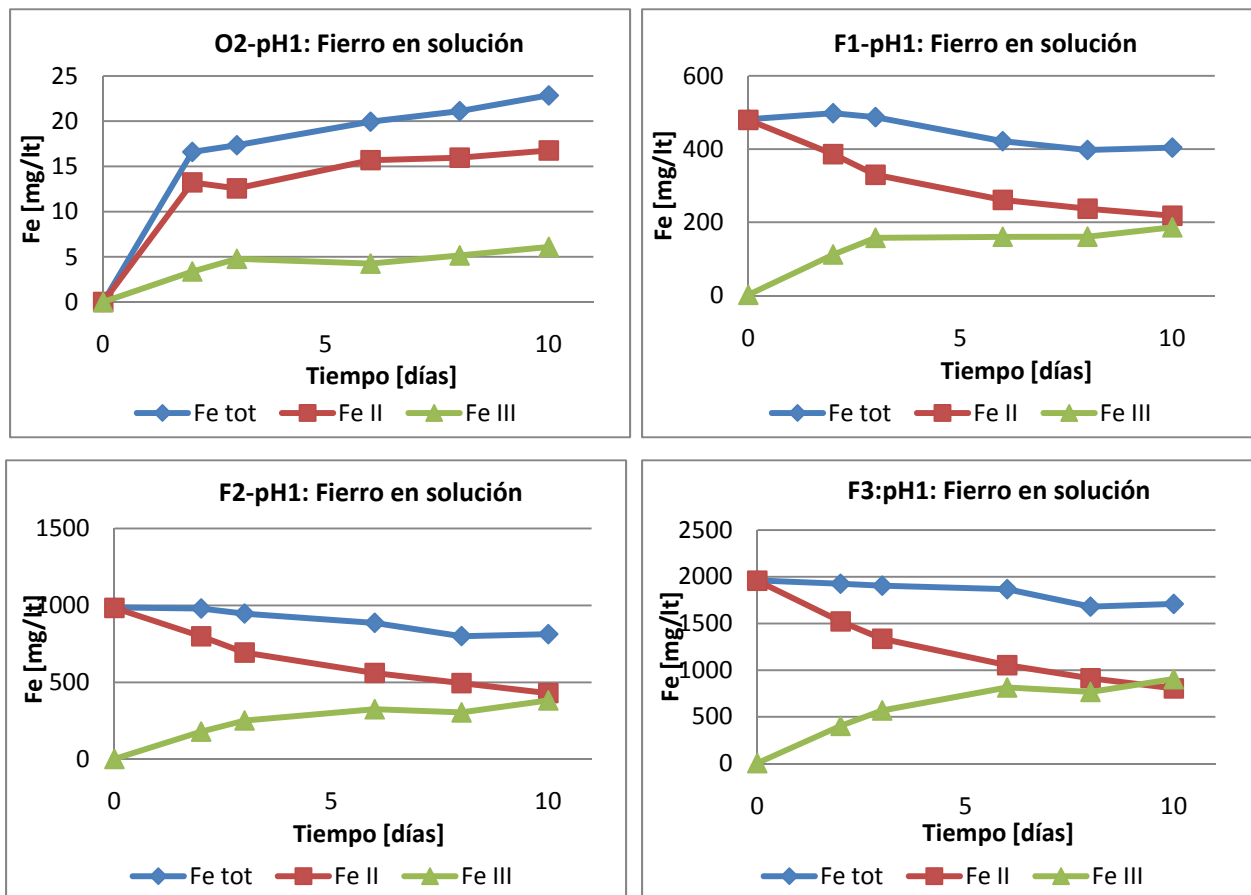 O2-pH1: Fierro en solución
25
20
15
10
5
0
Fe [mg/lt]
0 5 10
Tiempo [días]
Fe tot Fe II Fe III
F1-pH1: Fierro en solución
600
400
200
0
Fe [mg/lt]
0 5 10
Tiempo [días]
Fe tot Fe II Fe III
F2-pH1: Fierro en solución
1500
1000
500
0
Fe [mg/lt]
0 5 10
Tiempo [días]
Fe tot Fe II Fe III
F3:pH1: Fierro en solución
2500
2000
1500
1000
500
0
Fe [mg/lt]
0 5 10
Tiempo [días]
Fe tot Fe II Fe III